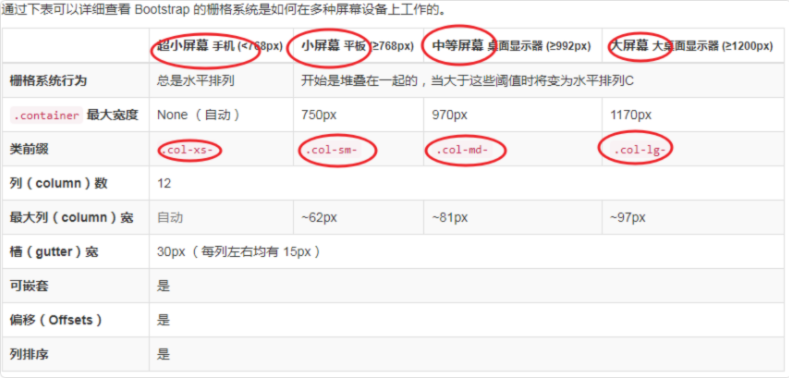 通过下表可以详细查看 Bootstrap 的栅格系统是如何在多种屏幕设备上工作的。
超小屏幕 手机 (<768px) 小屏幕 平板 (≥768px) 中等屏幕 桌面显示器 (≥992px) 大屏幕 大桌面显示器 (≥1200px)
栅格系统行为 总是水平排列 开始是堆叠在一起的，当大于这些阈值时将变为水平排列C
.container 最大宽度 None （自动） 750px 970px 1170px
类前缀 .col-xs- .col-sm- .col-md- .col-lg-
列（column）数 12
最大列（column）宽 自动 ~62px ~81px ~97px
槽（gutter）宽 30px （每列左右均有 15px）
可嵌套 是
偏移（Offsets） 是
列排序 是